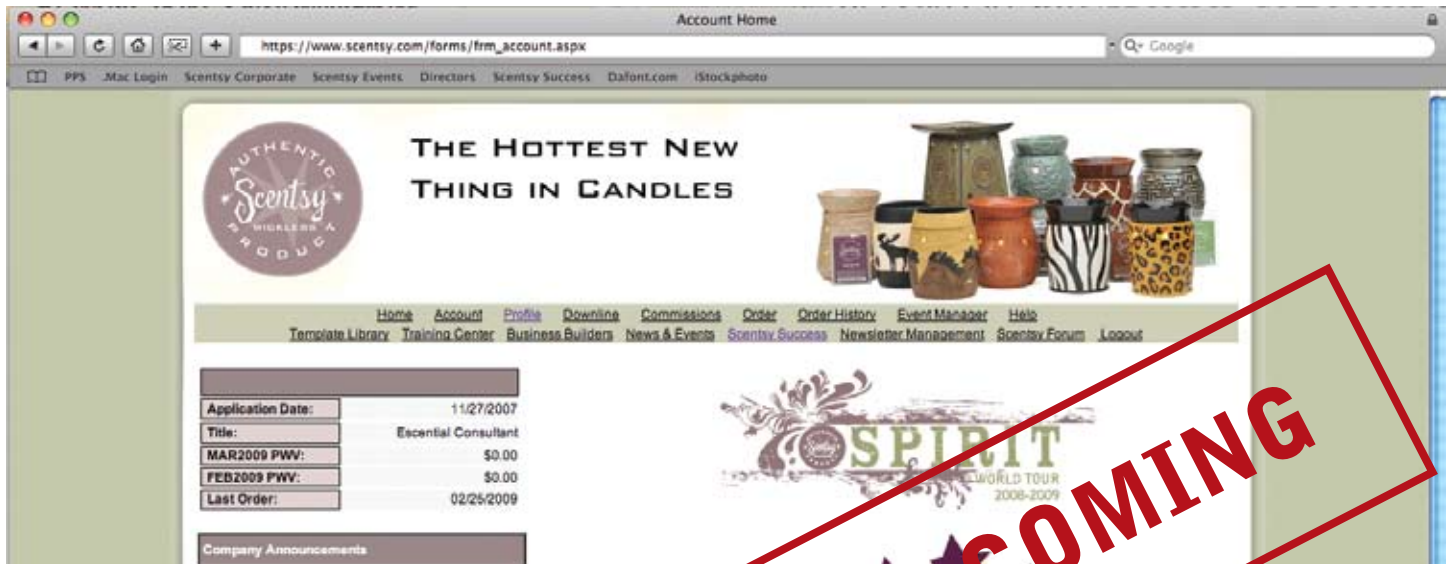 Account Home
https://www.scentsy.com/forms/frm_account.aspx
Google
PPS .Mac Login Scentsy Corporate Scentsy Events Directors Scentsy Success Dafont.com iStockphoto
AUTHENTIC
Scentsy
WICKLESS
PRODUCT
THE HOTTEST NEW
THING IN CANDLES
Home Account Profile Downline Commissions Order Order History Event Manager Help
Template Library Training Center Business Builders News & Events Scentsy Success Newsletter Management Scentsy Forum Logout
Application Date: 11/27/2007
Title: Escential Consultant
MAR2009 PWV: $0.00
FEB2009 PWV: $0.00
Last Order: 02/25/2009
Company Announcements
SPIRIT
WORLD TOUR
2008-2009
COMING